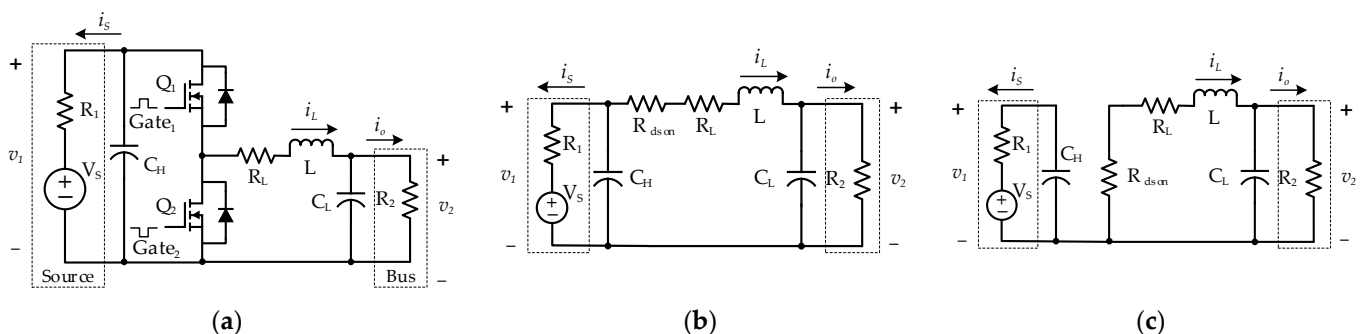 i_S
+
Q_1
R_1
Gate_1
i_L
i_o
v_1
V_S
C_H
R_L
L
+
Q_2
C_L
R_2
v_2
Gate_2
−
−
Source
Bus
(a)
i_L
i_S
i_o
+
+
R_dson
R_L
L
R_1
v_1
C_H
C_L
R_2
v_2
V_S
−
−
(b)
i_L
i_S
i_o
+
+
R_L
L
R_1
C_H
v_1
R_dson
C_L
R_2
v_2
V_S
−
−
(c)